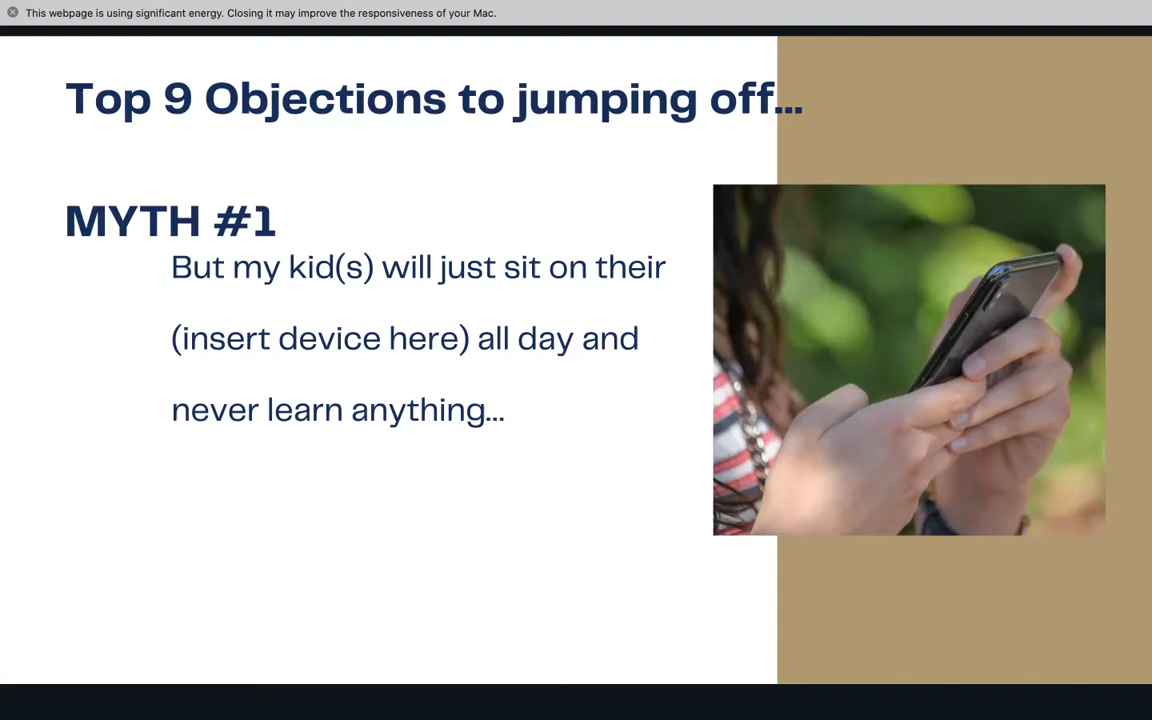 This webpage is using significant energy. Closing it may improve the responsiveness of your Mac.
Top 9 Objections to jumping off...
MYTH #1
But my kid(s) will just sit on their
(insert device here) all day and
never learn anything...